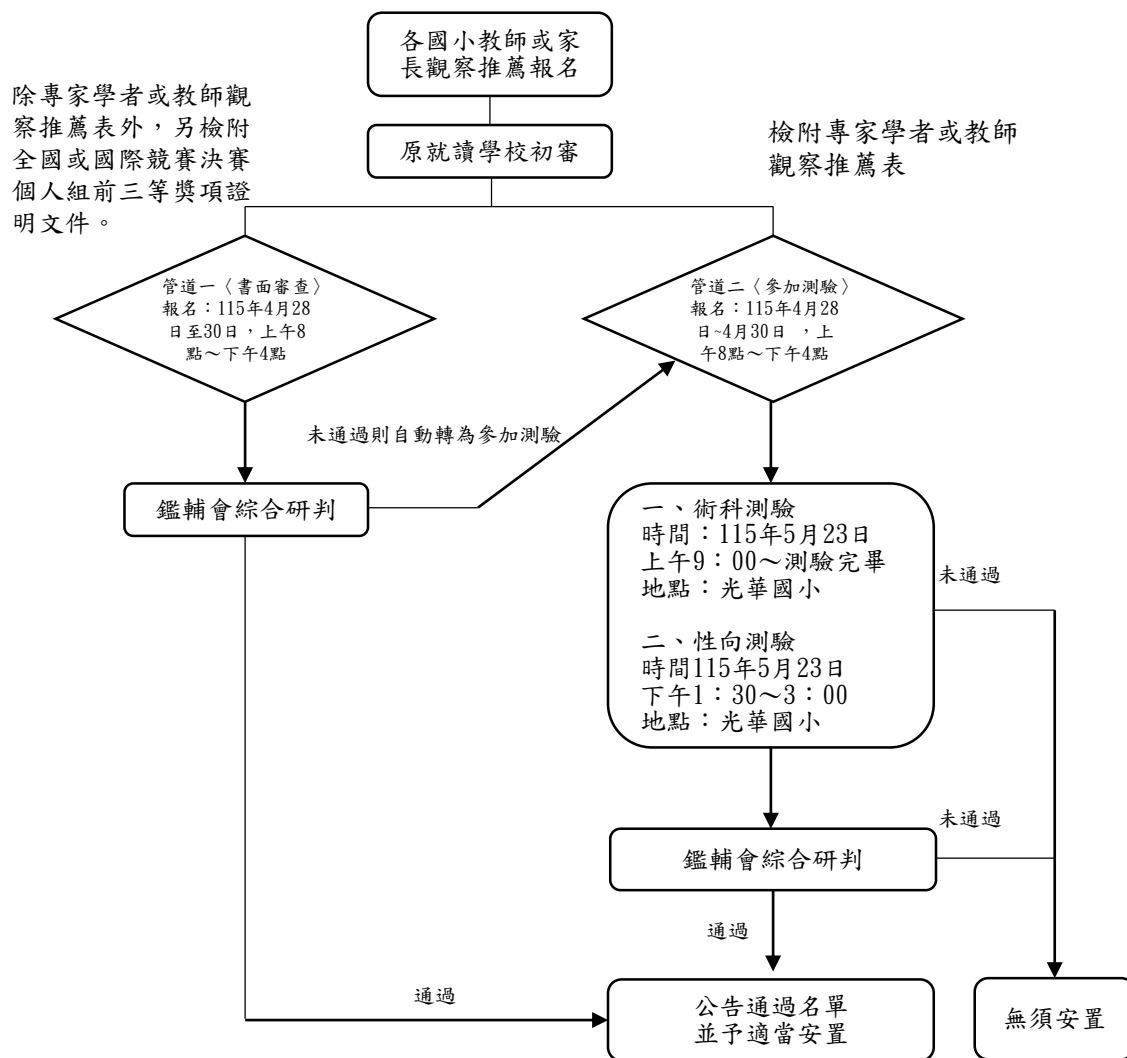 各國小教師或家
長觀察推薦報名
除專家學者或教師觀
察推薦表外，另檢附
全國或國際競賽決賽
個人組前三等獎項證
明文件。
原就讀學校初審
檢附專家學者或教師
觀察推薦表
管道一〈書面審查〉
報名：115年4月28
日至30日，上午8
點～下午4點
管道二〈參加測驗〉
報名：115年4月28
日~4月30日 ，上
午8點～下午4點
未通過則自動轉為參加測驗
鑑輔會綜合研判
一、術科測驗
時間：115年5月23日
上午9：00～測驗完畢
地點：光華國小
二、性向測驗
時間115年5月23日
下午1：30～3：00
地點：光華國小
未通過
鑑輔會綜合研判
未通過
通過
通過
公告通過名單
並予適當安置
無須安置